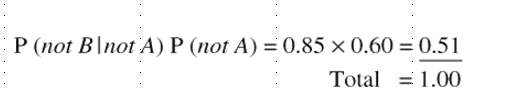 P (not B|not A) P (not A) = 0.85 × 0.60 = 0.51
Total = 1.00